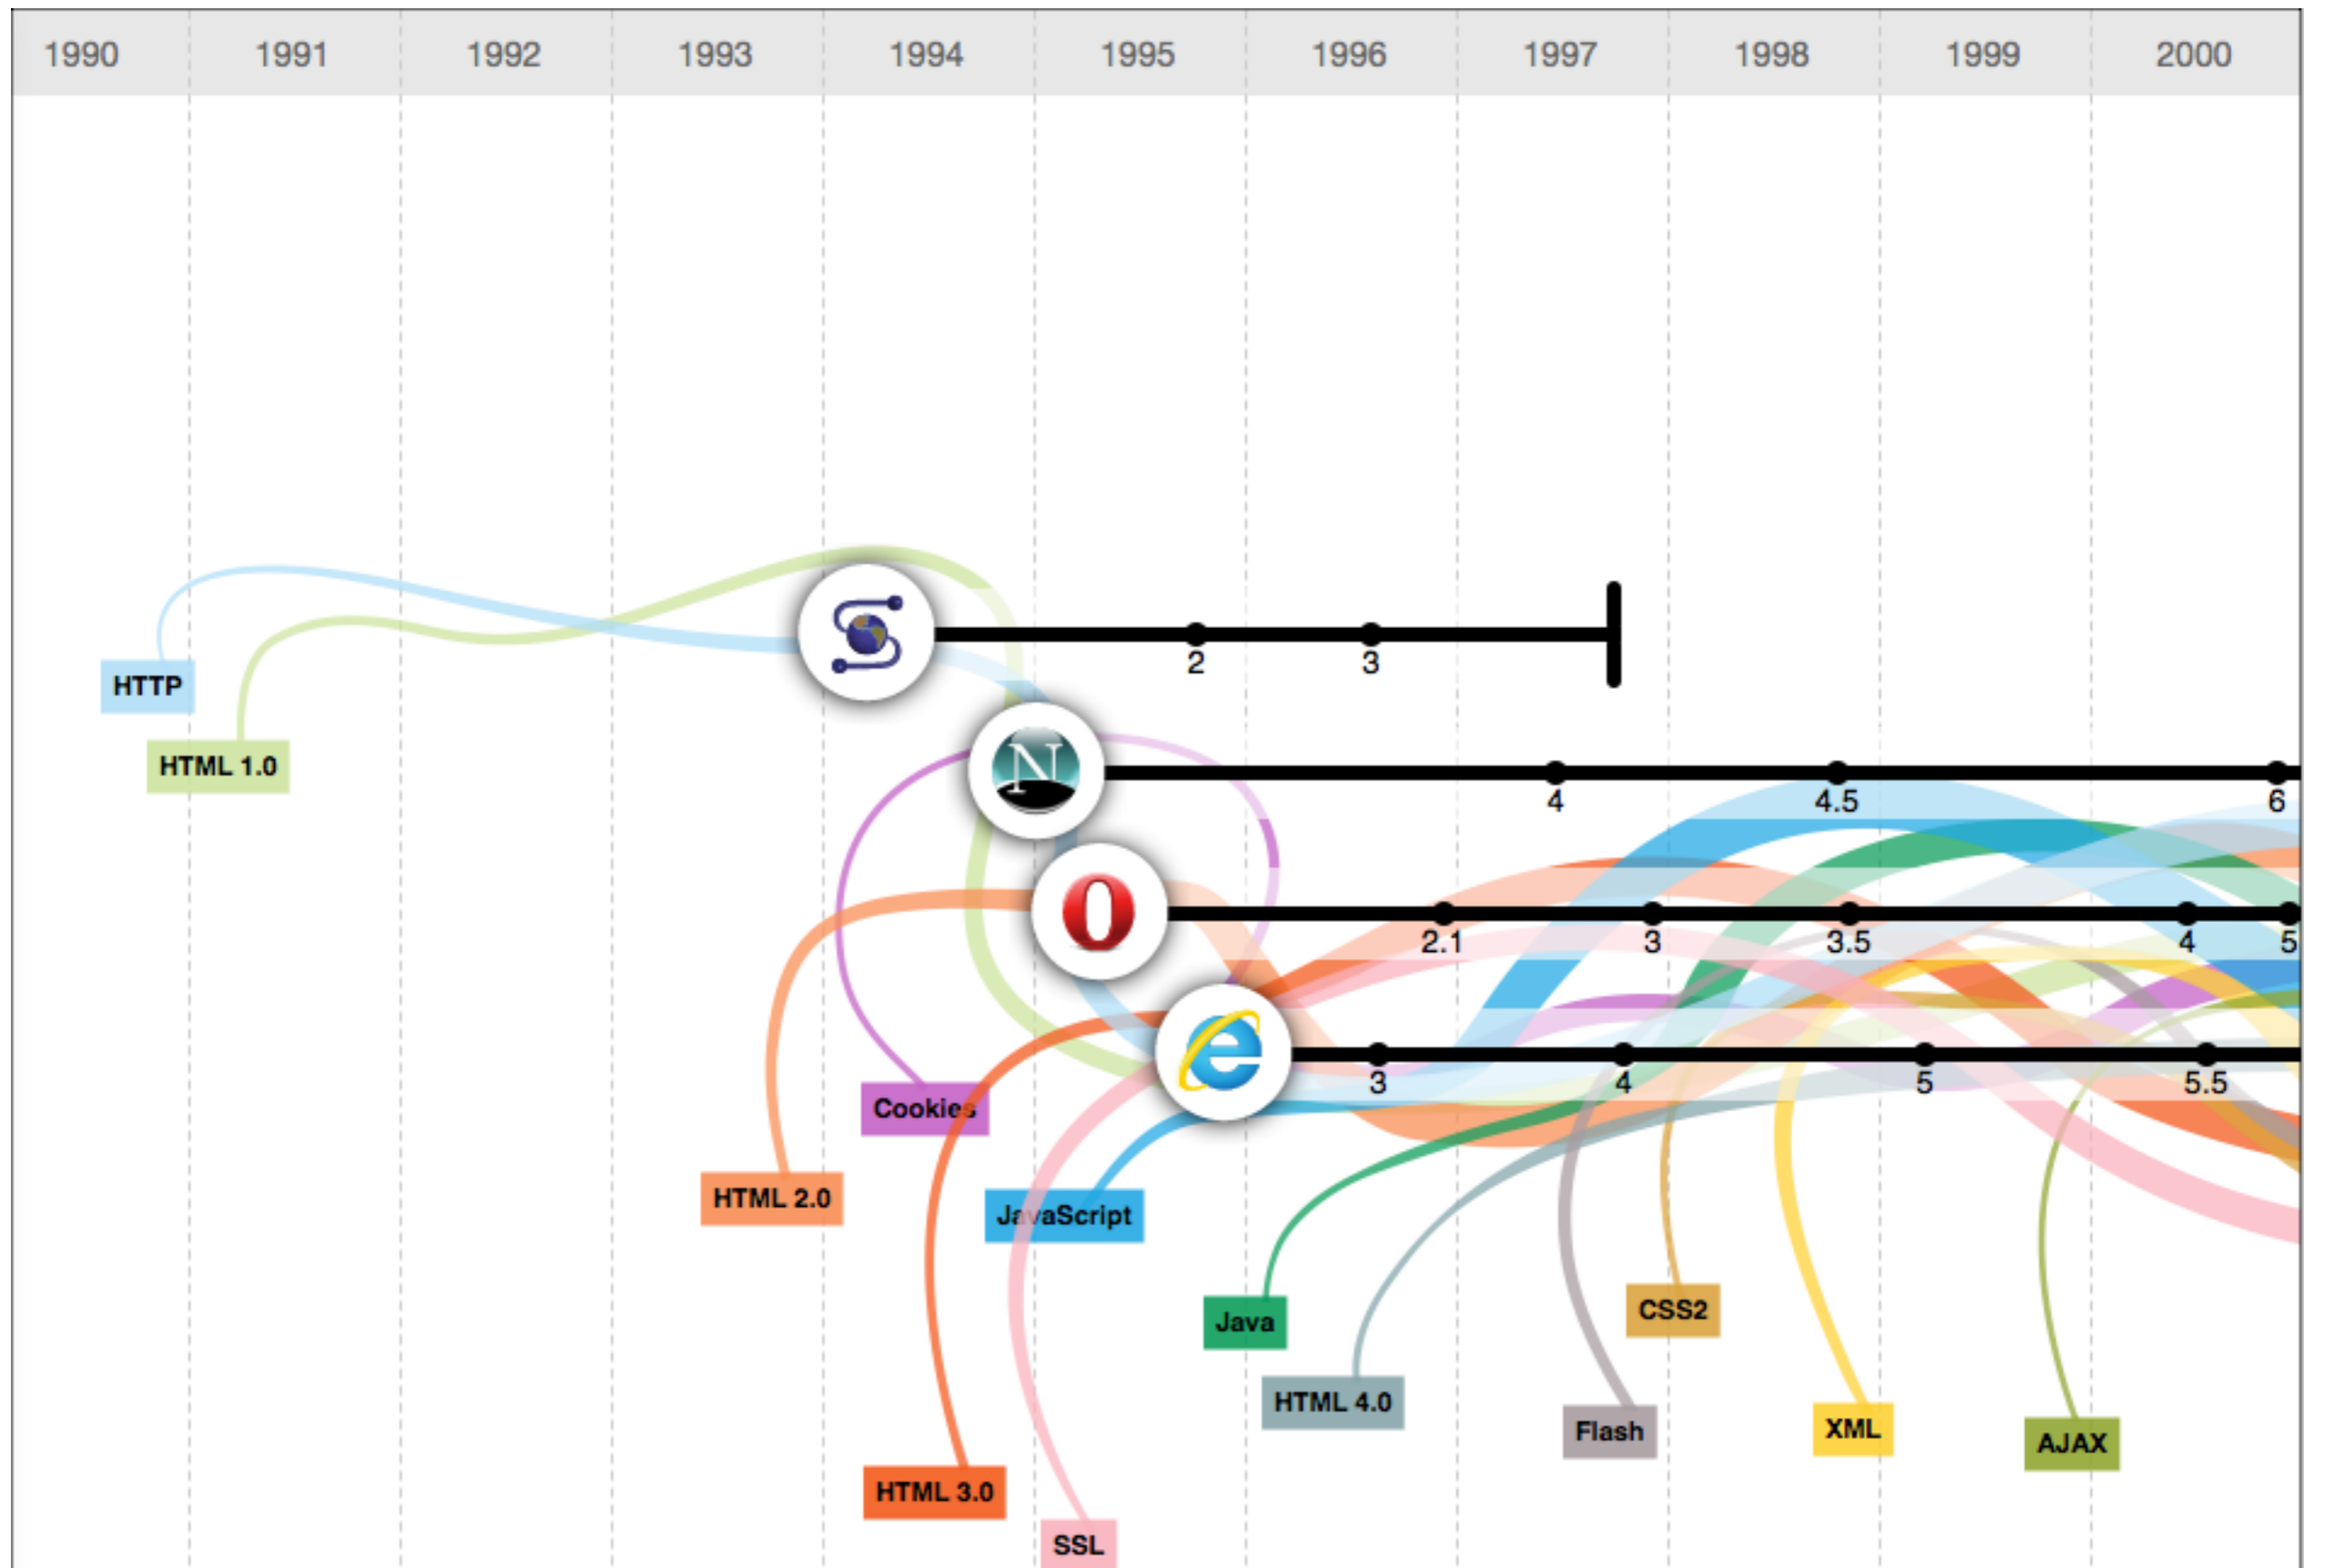 1990 1991 1992 1993 1994 1995 1996 1997 1998 1999 2000
2 3
HTTP
HTML 1.0
N
4 4.5 6
O
2.1 3 3.5 4 5
e
3 4 5 5.5
Cookies
HTML 2.0
JavaScript
Java
CSS2
HTML 4.0
Flash
XML
AJAX
HTML 3.0
SSL